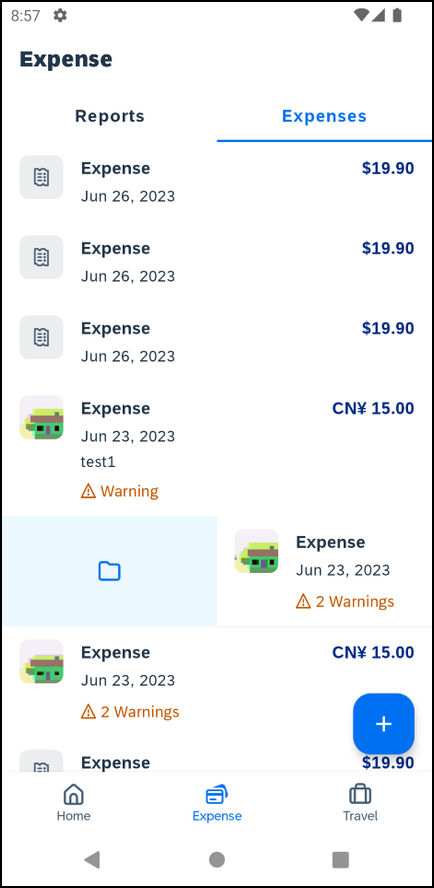 8:57
Expense
Reports Expenses
Expense $19.90
Jun 26, 2023
Expense $19.90
Jun 26, 2023
Expense $19.90
Jun 26, 2023
Expense CN¥ 15.00
Jun 23, 2023
test1
Warning
Expense
Jun 23, 2023
2 Warnings
Expense CN¥ 15.00
Jun 23, 2023
2 Warnings
Expense $19.90
Home Expense Travel